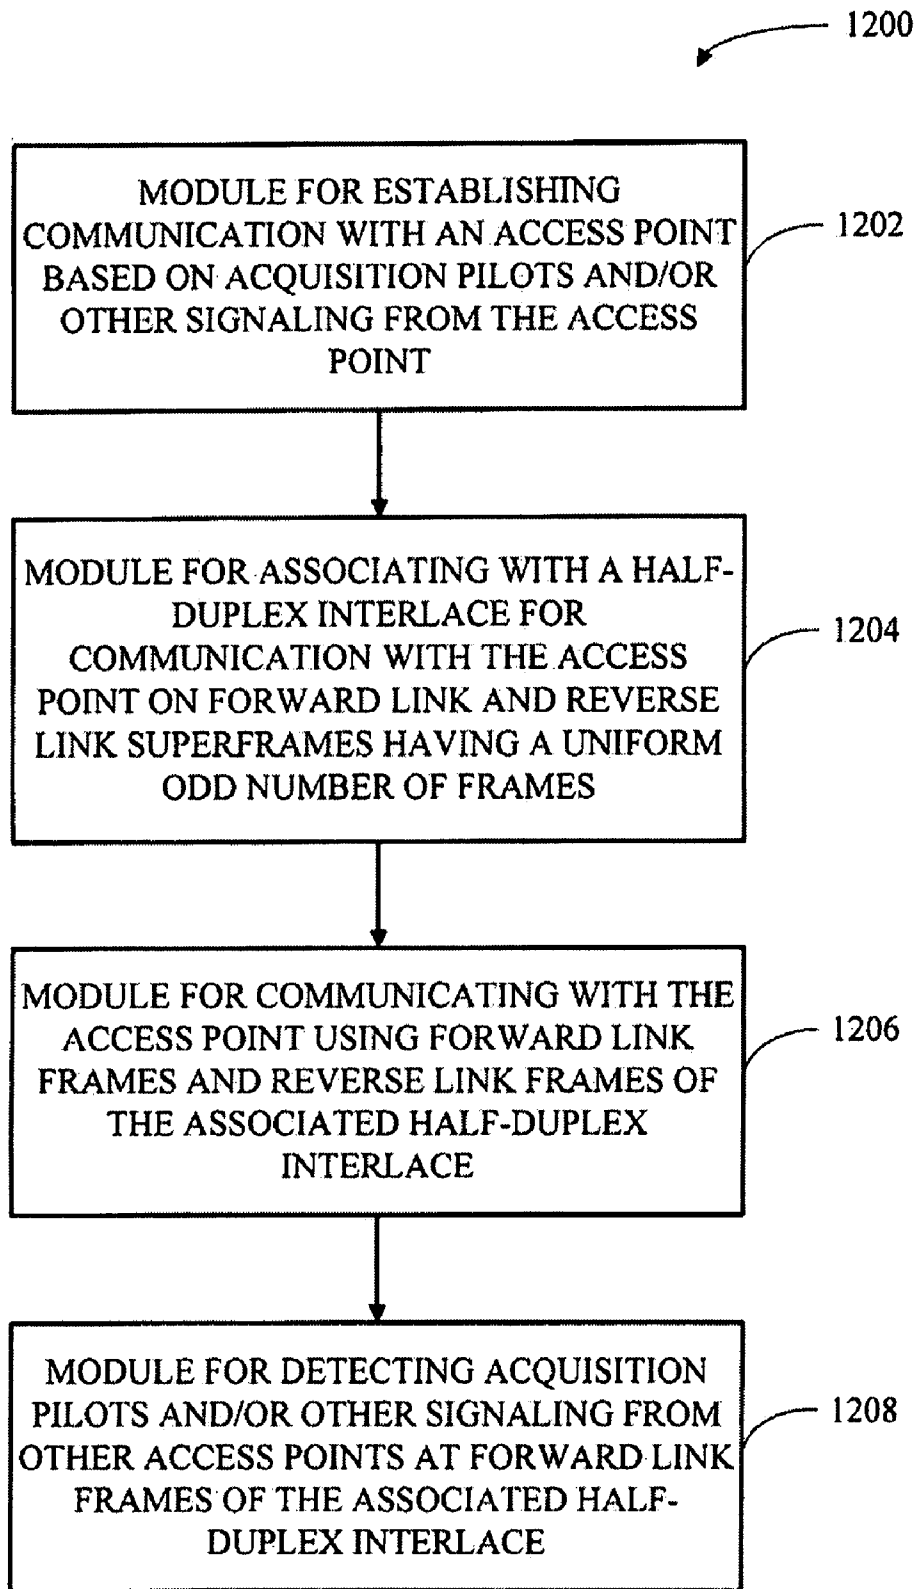 1200
MODULE FOR ESTABLISHING
COMMUNICATION WITH AN ACCESS POINT
BASED ON ACQUISITION PILOTS AND/OR
OTHER SIGNALING FROM THE ACCESS
POINT
1202
MODULE FOR ASSOCIATING WITH A HALF-
DUPLEX INTERLACE FOR
COMMUNICATION WITH THE ACCESS
POINT ON FORWARD LINK AND REVERSE
LINK SUPERFRAMES HAVING A UNIFORM
ODD NUMBER OF FRAMES
1204
MODULE FOR COMMUNICATING WITH THE
ACCESS POINT USING FORWARD LINK
FRAMES AND REVERSE LINK FRAMES OF
THE ASSOCIATED HALF-DUPLEX
INTERLACE
1206
MODULE FOR DETECTING ACQUISITION
PILOTS AND/OR OTHER SIGNALING FROM
OTHER ACCESS POINTS AT FORWARD LINK
FRAMES OF THE ASSOCIATED HALF-
DUPLEX INTERLACE
1208